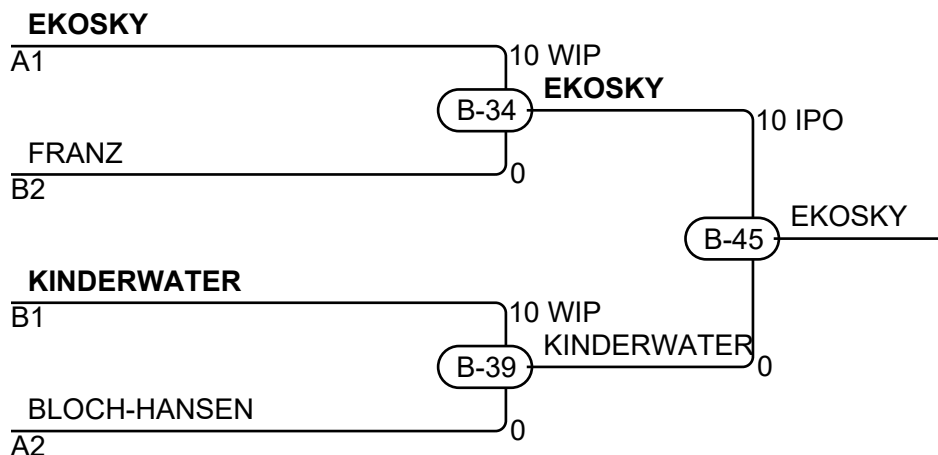 EKOSKY
A1
10 WIP
B-34
EKOSKY
FRANZ
B2
0
10 IPO
B-45
EKOSKY
KINDERWATER
B1
10 WIP
B-39
KINDERWATER
0
BLOCH-HANSEN
A2
0